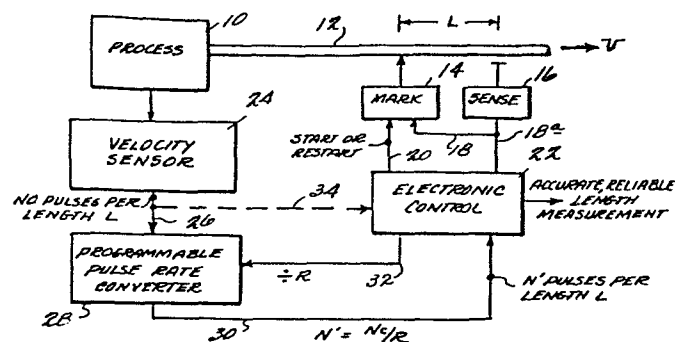 10
12
L
PROCESS
v
14
16
24
MARK
SENSE
VELOCITY SENSOR
START OR RESTART
18
18a
20
22
NO PULSES PER LENGTH L
34
ELECTRONIC CONTROL
ACCURATE, RELIABLE LENGTH MEASUREMENT
26
PROGRAMMABLE PULSE RATE CONVERTER
÷R
32
N' PULSES PER LENGTH L
28
30
N' = Nc/R